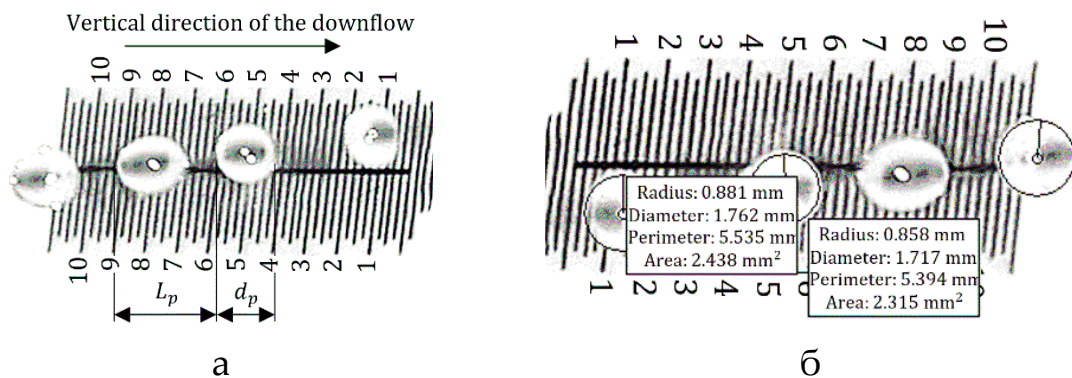 Vertical direction of the downflow
10 9 8 7 6 5 4 3 2 1
10 9 8 7 6 5 4 3 2 1
L_p d_p
а
1 2 3 4 5 6 7 8 9 10
Radius: 0.881 mm
Diameter: 1.762 mm
Perimeter: 5.535 mm
Area: 2.438 mm²
Radius: 0.858 mm
Diameter: 1.717 mm
Perimeter: 5.394 mm
Area: 2.315 mm²
1 2 3 4 5
б